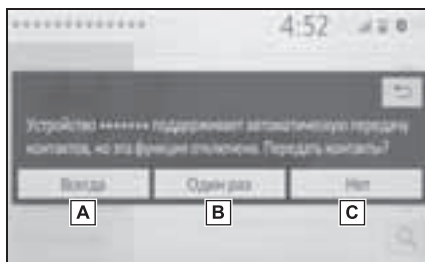 ************** 4:52
Устройство ******* поддерживает автоматическую передачу
контактов, но эта функция отключена. Передать контакты?
Всегда Один раз Нет
A B C